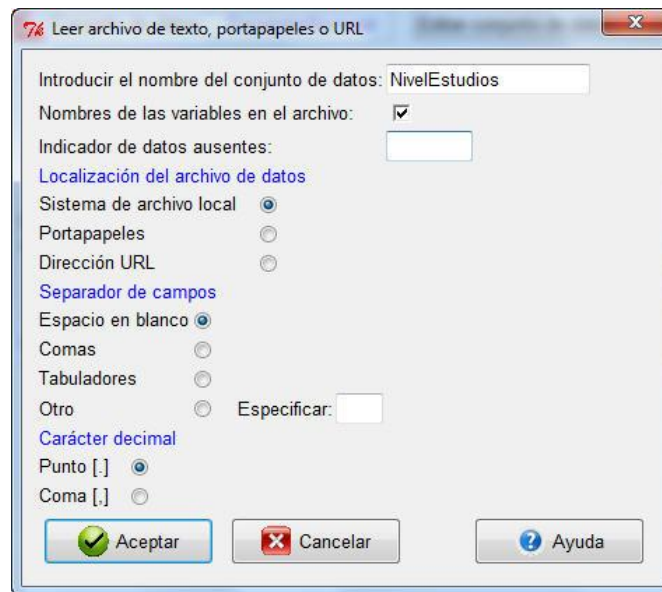 Leer archivo de texto, portapapeles o URL
Introducir el nombre del conjunto de datos: NivelEstudios
Nombres de las variables en el archivo:
Indicador de datos ausentes:
Localización del archivo de datos
Sistema de archivo local
Portapapeles
Dirección URL
Separador de campos
Espacio en blanco
Comas
Tabuladores
Otro Especificar:
Carácter decimal
Punto [.]
Coma [,]
Aceptar Cancelar Ayuda